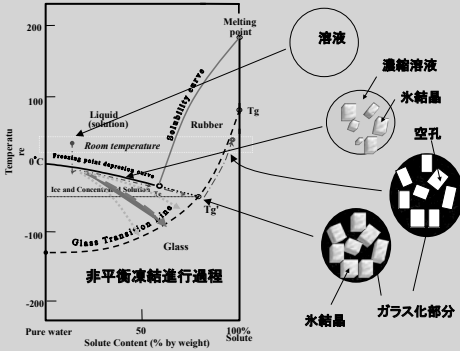 200
Melting
point
溶液
濃縮溶液
氷結晶
100
Solubility curve
Tg
Liquid
(solution)
Rubber
Room temperature
空孔
Temperatu
re
°C
0
Freezing point depresing curve
Ice and Concentrated Solution
Tg'
-100
Glass Transition line
Glass
非平衡凍結進行過程
-200
氷結晶
ガラス化部分
Pure water
50
100%
Solute
Solute Content (% by weight)